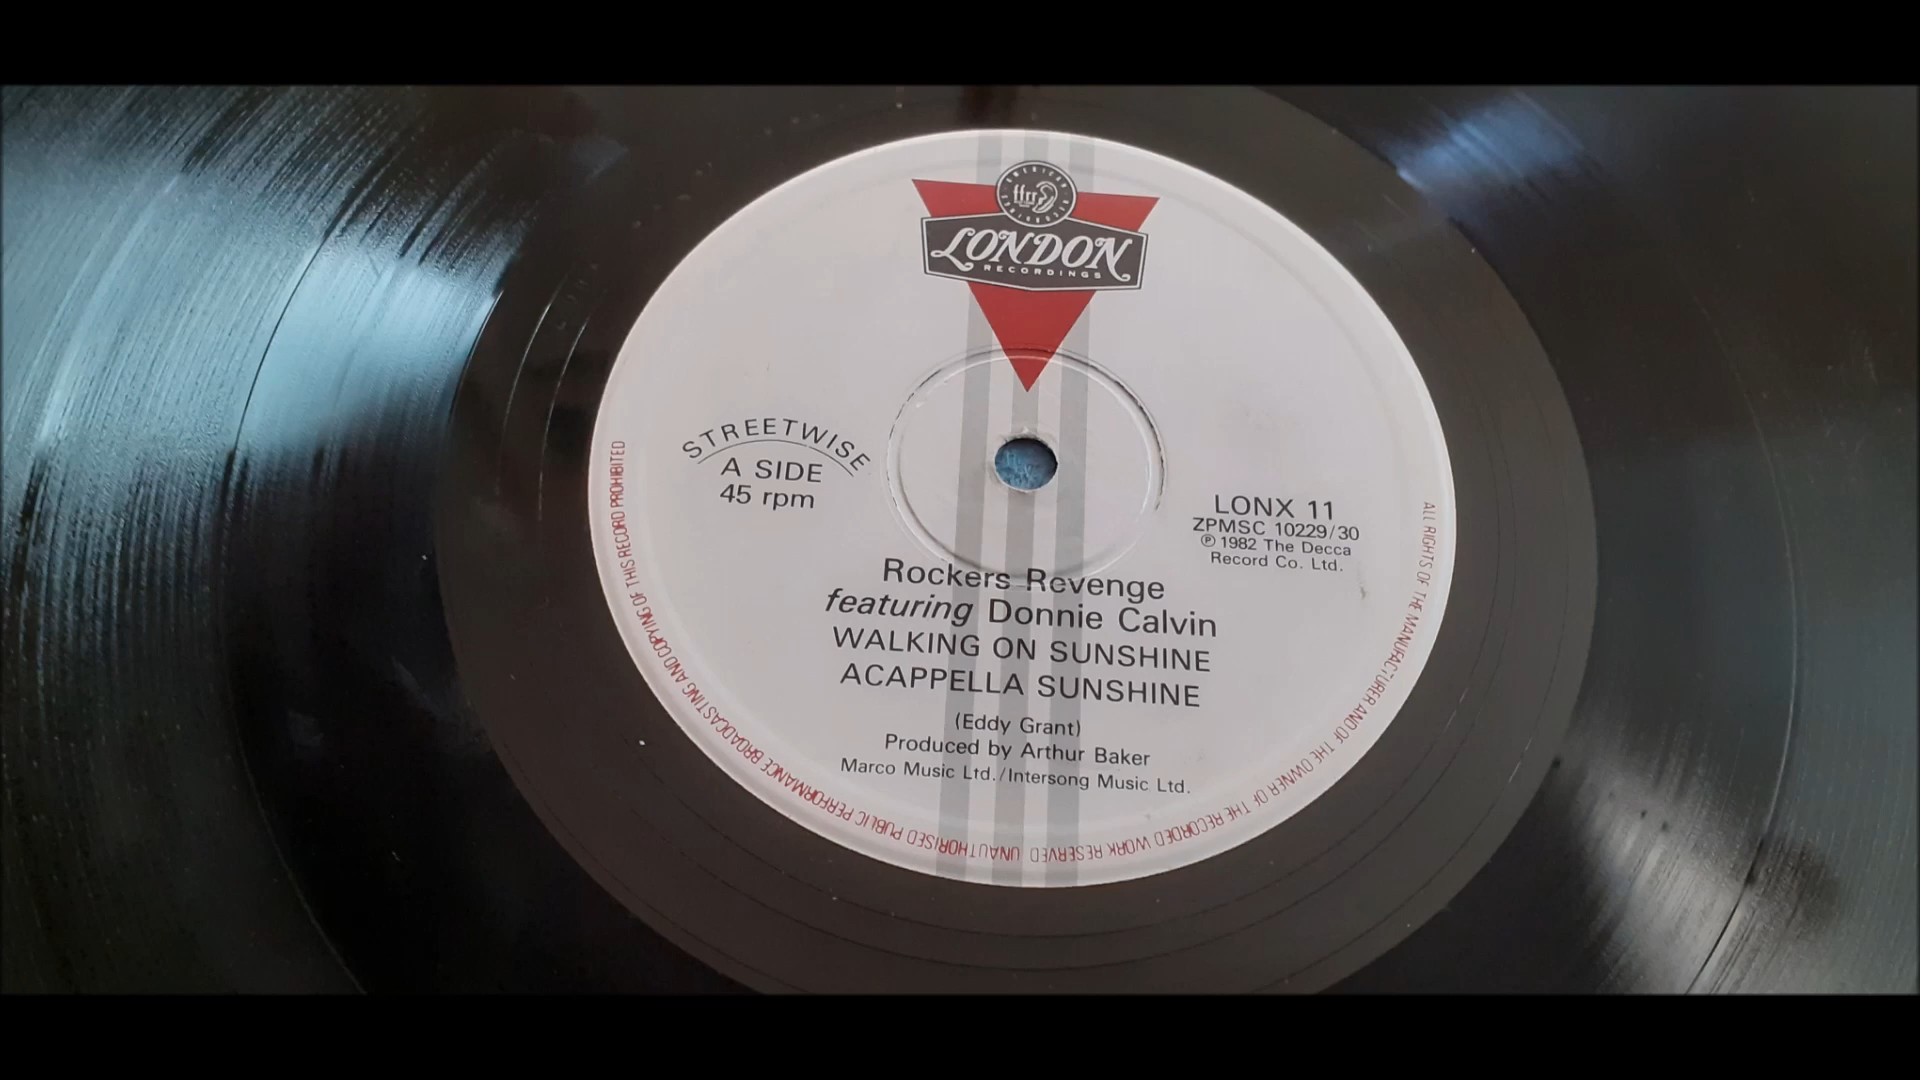 AMERICAN RECORDINGS
ffrr
LONDON
RECORDINGS
STREETWISE
A SIDE
45 rpm
LONX 11
ZPMSC 10229/30
℗ 1982 The Decca
Record Co. Ltd.
Rockers Revenge
featuring Donnie Calvin
WALKING ON SUNSHINE
ACAPPELLA SUNSHINE
(Eddy Grant)
Produced by Arthur Baker
Marco Music Ltd./Intersong Music Ltd.
ALL RIGHTS OF THE MANUFACTURER AND OF THE OWNER OF THE RECORDED WORK RESERVED UNAUTHORISED PUBLIC PERFORMANCE BROADCASTING AND COPYING OF THIS RECORD PROHIBITED